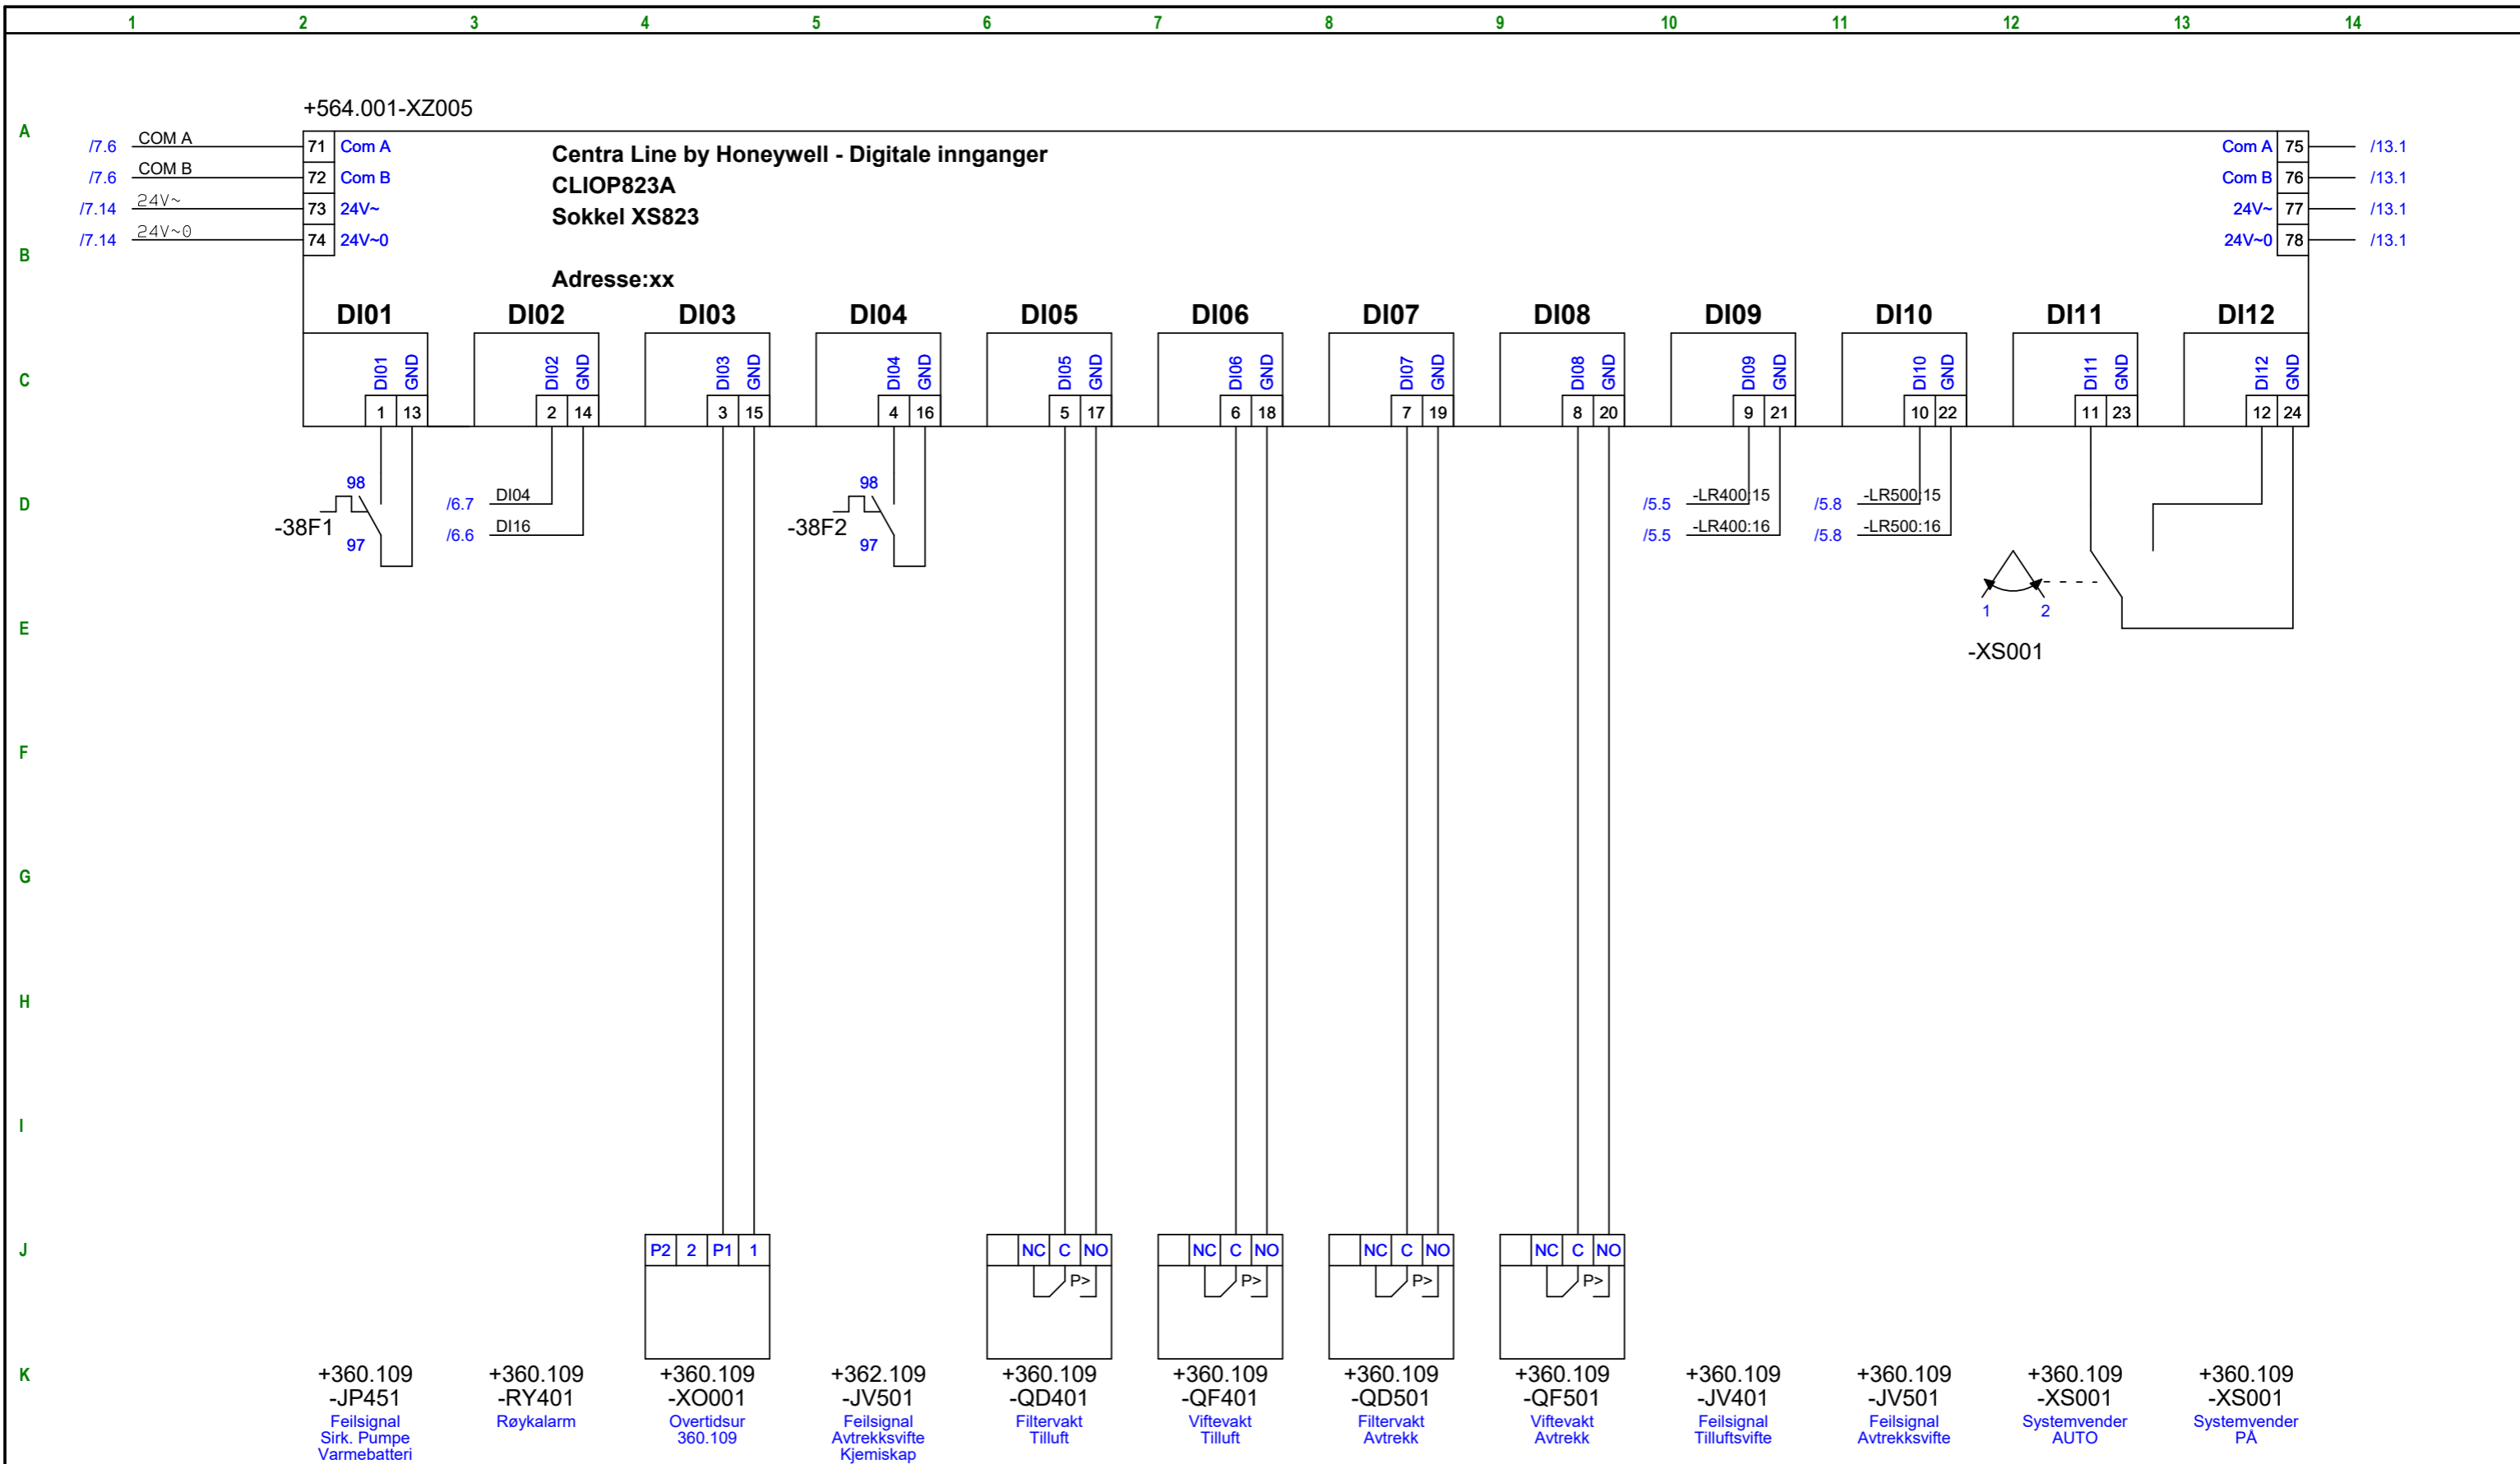 1 2 3 4 5 6 7 8 9 10 11 12 13 14
+564.001-XZ005
A
/7.6 COM A 71 Com A
Centra Line by Honeywell - Digitale innganger
Com A 75 /13.1
/7.6 COM B 72 Com B
CLIOP823A
Com B 76 /13.1
/7.14 24V~ 73 24V~
Sokkel XS823
24V~ 77 /13.1
/7.14 24V~0 74 24V~0
24V~0 78 /13.1
B
Adresse:xx
DI01 DI02 DI03 DI04 DI05 DI06 DI07 DI08 DI09 DI10 DI11 DI12
C
DI01 GND DI02 GND DI03 GND DI04 GND DI05 GND DI06 GND DI07 GND DI08 GND DI09 GND DI10 GND DI11 GND DI12 GND
1 13 2 14 3 15 4 16 5 17 6 18 7 19 8 20 9 21 10 22 11 23 12 24
D
98
-38F1
97
/6.7 DI04
/6.6 DI16
98
-38F2
97
/5.5 -LR400:15
/5.5 -LR400:16
/5.8 -LR500:15
/5.8 -LR500:16
1 2
-XS001
E
F
G
H
I
J
P2 2 P1 1
NC C NO
P>
NC C NO
P>
NC C NO
P>
NC C NO
P>
K
+360.109
-JP451
Feilsignal
Sirk. Pumpe
Varmebatteri
+360.109
-RY401
Røykalarm
+360.109
-XO001
Overtidsur
360.109
+362.109
-JV501
Feilsignal
Avtrekksvifte
Kjemiskap
+360.109
-QD401
Filtervakt
Tilluft
+360.109
-QF401
Viftevakt
Tilluft
+360.109
-QD501
Filtervakt
Avtrekk
+360.109
-QF501
Viftevakt
Avtrekk
+360.109
-JV401
Feilsignal
Tilluftsvifte
+360.109
-JV501
Feilsignal
Avtrekksvifte
+360.109
-XS001
Systemvender
AUTO
+360.109
-XS001
Systemvender
PÅ